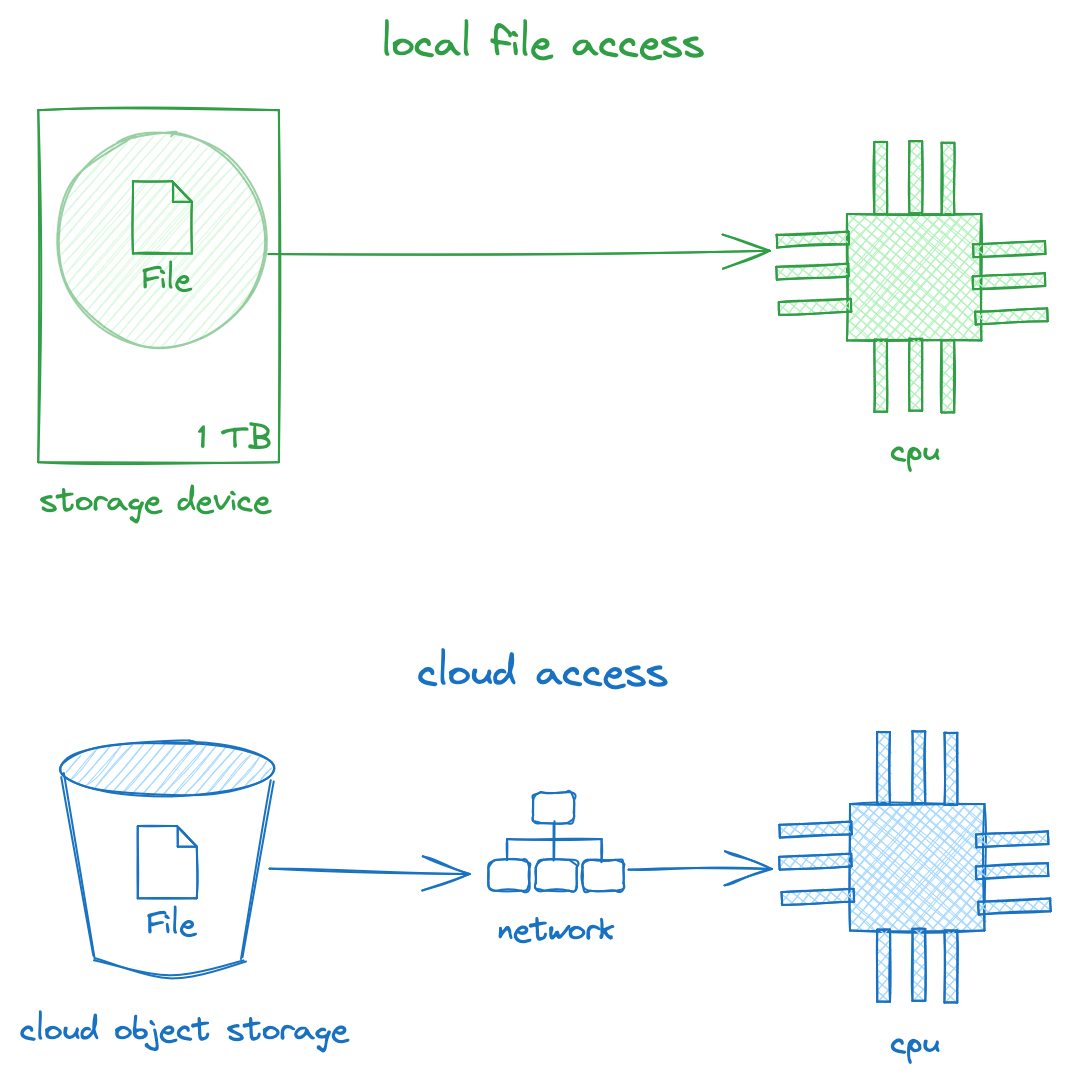 local file access
File
1 TB
cpu
storage device
cloud access
File
network
cloud object storage
cpu